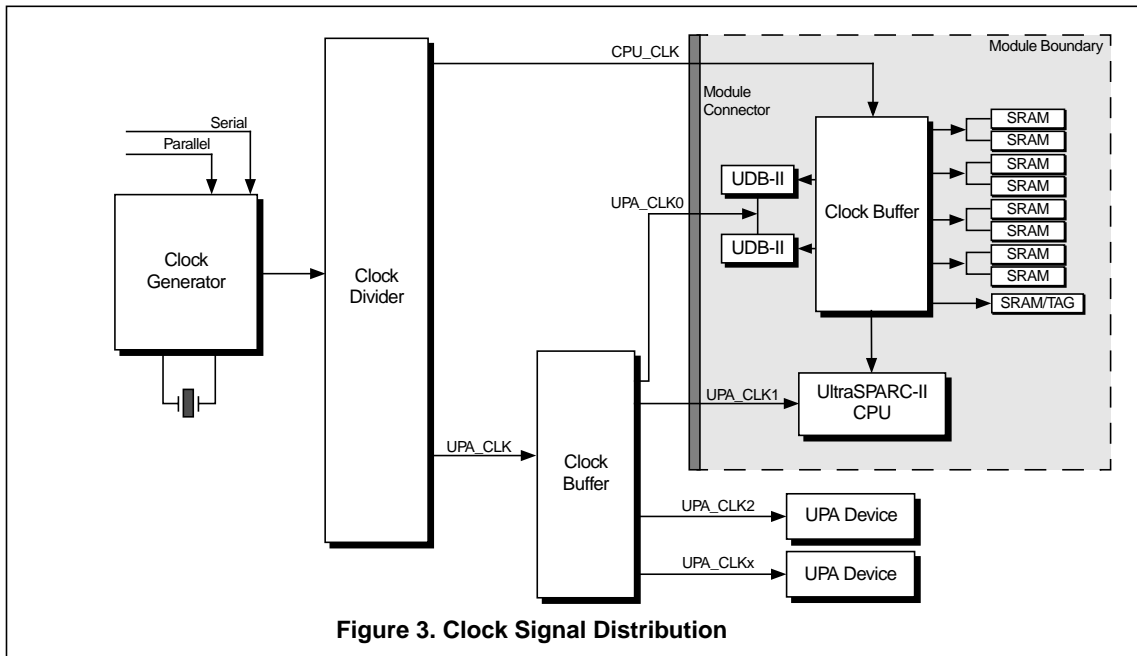 Module Boundary
CPU_CLK
Module
Connector
Serial
Parallel
Clock
Generator
Clock
Divider
UPA_CLK0
UDB-II
UDB-II
Clock Buffer
SRAM
SRAM
SRAM
SRAM
SRAM
SRAM
SRAM
SRAM
SRAM/TAG
UPA_CLK1
UltraSPARC-II
CPU
UPA_CLK
Clock
Buffer
UPA_CLK2
UPA Device
UPA_CLKx
UPA Device
Figure 3. Clock Signal Distribution